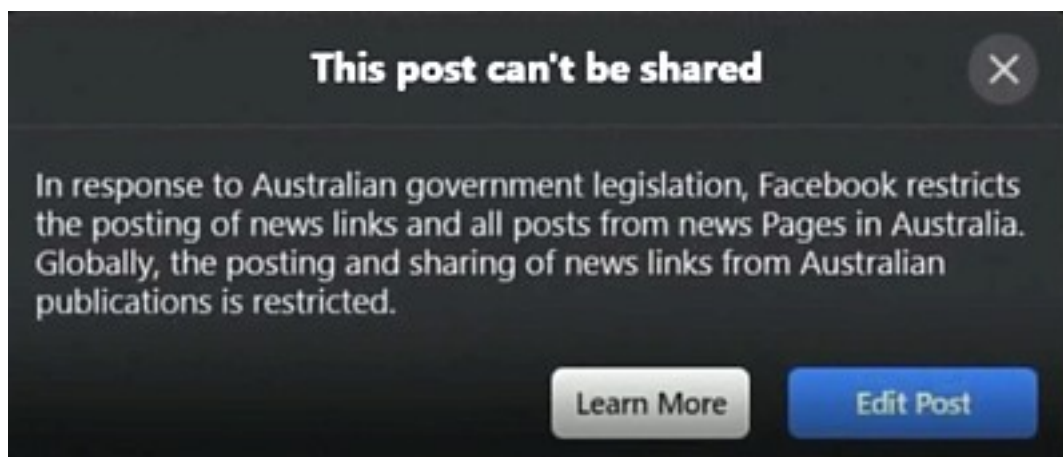 This post can't be shared
In response to Australian government legislation, Facebook restricts
the posting of news links and all posts from news Pages in Australia.
Globally, the posting and sharing of news links from Australian
publications is restricted.
Learn More
Edit Post